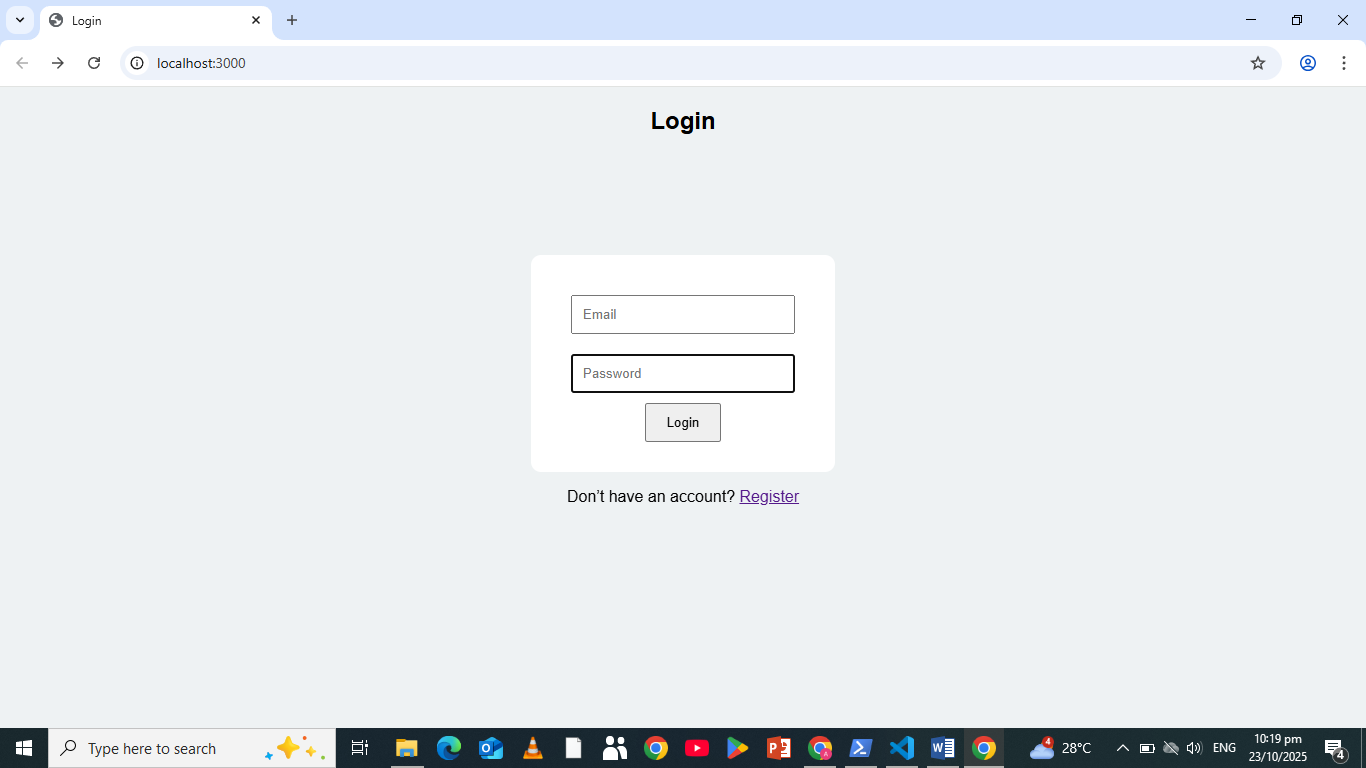 Login
localhost:3000
Login
Email
Password
Login
Don’t have an account? Register
Type here to search
4
28°C
ENG
10:19 pm
23/10/2025
4